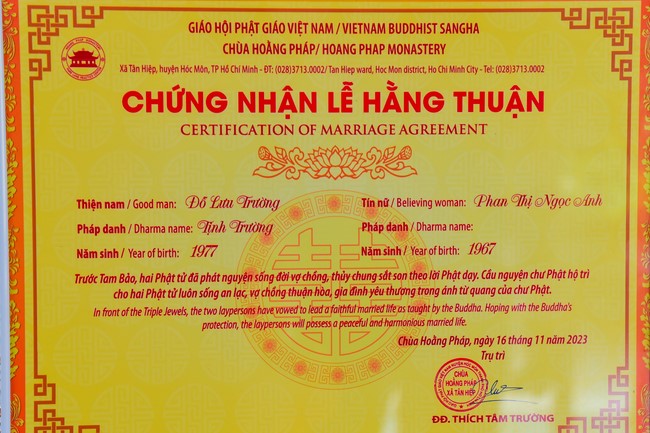 GIÁO HỘI PHẬT GIÁO VIỆT NAM / VIETNAM BUDDHIST SANGHA
CHÙA HOẰNG PHÁP/ HOANG PHAP MONASTERY
Xã Tân Hiệp, huyện Hóc Môn, TP Hồ Chí Minh - ĐT: (028)3713.0002/ Tan Hiep ward, Hoc Mon district, Ho Chi Minh City - Tel: (028)3713.0002
CHỨNG NHẬN LỄ HẰNG THUẬN
CERTIFICATION OF MARRIAGE AGREEMENT
Thiện nam / Good man: Đỗ Lưu Trường Tín nữ / Believing woman: Phan Thị Ngọc Ánh
Pháp danh / Dharma name: Tịnh Trường Pháp danh / Dharma name:
Năm sinh / Year of birth: 1977 Năm sinh / Year of birth: 1967
Trước Tam Bảo, hai Phật tử đã phát nguyện sống đời vợ chồng, thủy chung sắt son theo lời Phật dạy. Cầu nguyện chư Phật hộ trì
cho hai Phật tử luôn sống an lạc, vợ chồng thuận hòa, gia đình yêu thương trong ánh từ quang của chư Phật.
In front of the Triple Jewels, the two laypersons have vowed to lead a faithful married life as taught by the Buddha. Hoping with the Buddha's
protection, the laypersons will possess a peaceful and harmonious married life.
Chùa Hoằng Pháp, ngày 16 tháng 11 năm 2023
Trụ trì
CHÙA
HOẰNG PHÁP
XÃ TÂN HIỆP
ĐĐ. THÍCH TÂM TRƯỜNG